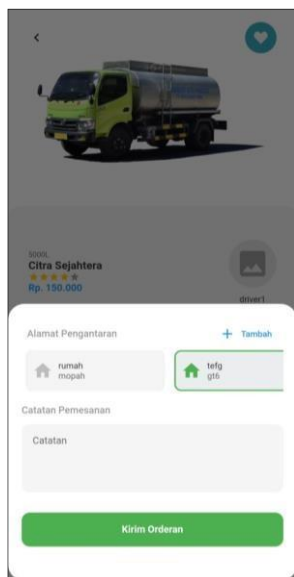 5000L
Citra Sejahtera
Rp. 150.000
driver1
Alamat Pengantaran
+ Tambah
rumah
mopah
tefg
gt6
Catatan Pemesanan
Catatan
Kirim Orderan